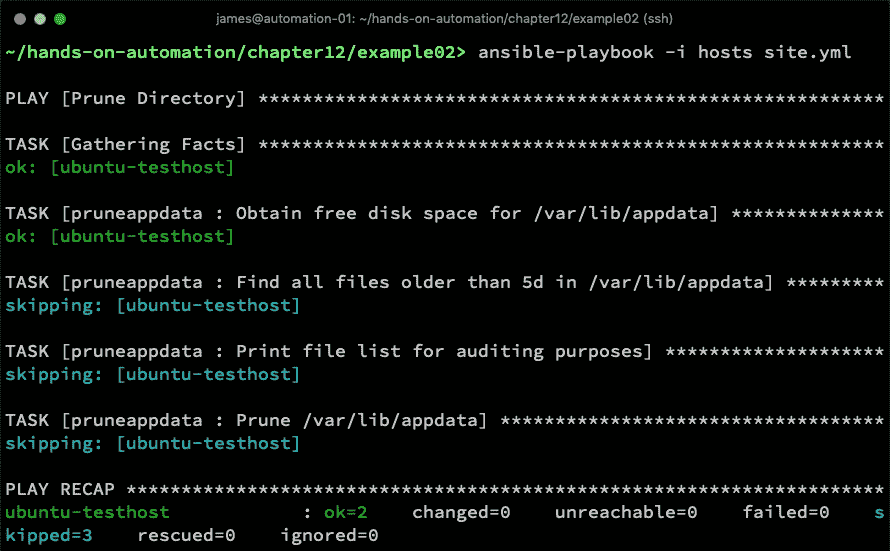 james@automation-01: ~/hands-on-automation/chapter12/example02 (ssh)
~/hands-on-automation/chapter12/example02> ansible-playbook -i hosts site.yml
PLAY [Prune Directory] *********************************************************
TASK [Gathering Facts] *********************************************************
ok: [ubuntu-testhost]
TASK [pruneappdata : Obtain free disk space for /var/lib/appdata] **************
ok: [ubuntu-testhost]
TASK [pruneappdata : Find all files older than 5d in /var/lib/appdata] *********
skipping: [ubuntu-testhost]
TASK [pruneappdata : Print file list for auditing purposes] ********************
skipping: [ubuntu-testhost]
TASK [pruneappdata : Prune /var/lib/appdata] ***********************************
skipping: [ubuntu-testhost]
PLAY RECAP *********************************************************************
ubuntu-testhost            : ok=2    changed=0    unreachable=0    failed=0    s
kipped=3    rescued=0    ignored=0